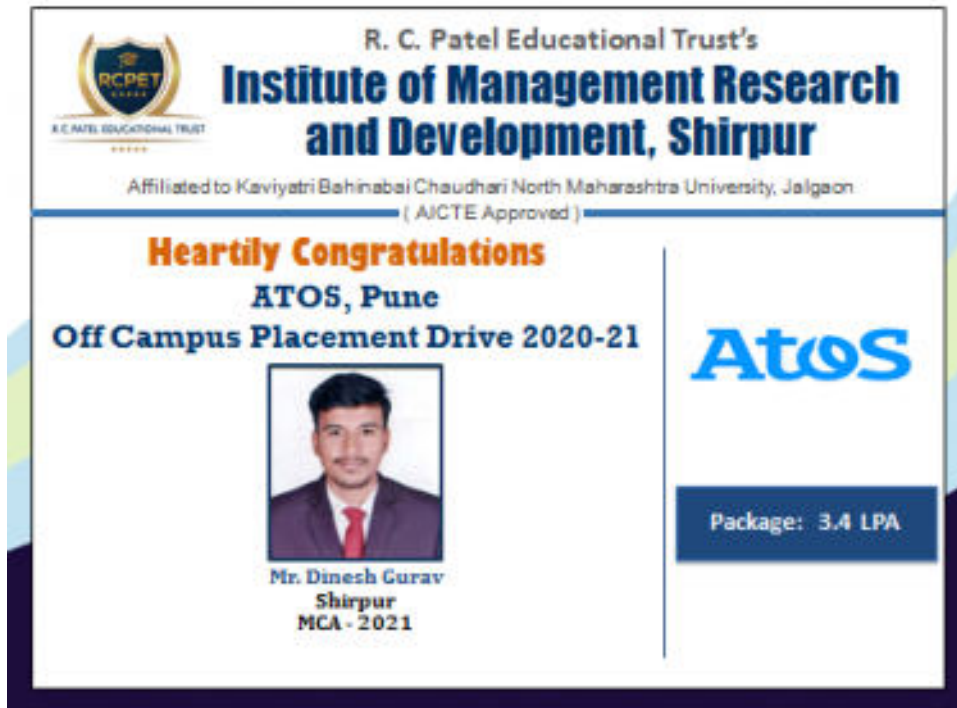 R. C. Patel Educational Trust's
RCPET
R. C. PATEL EDUCATIONAL TRUST
Institute of Management Research
and Development, Shirpur
Affiliated to Kaviyatri Bahinabai Chaudhari North Maharashtra University, Jalgaon
( AICTE Approved )
Heartily Congratulations
ATOS, Pune
Off Campus Placement Drive 2020-21
Mr. Dinesh Gurav
Shirpur
MCA - 2021
Atos
Package: 3.4 LPA